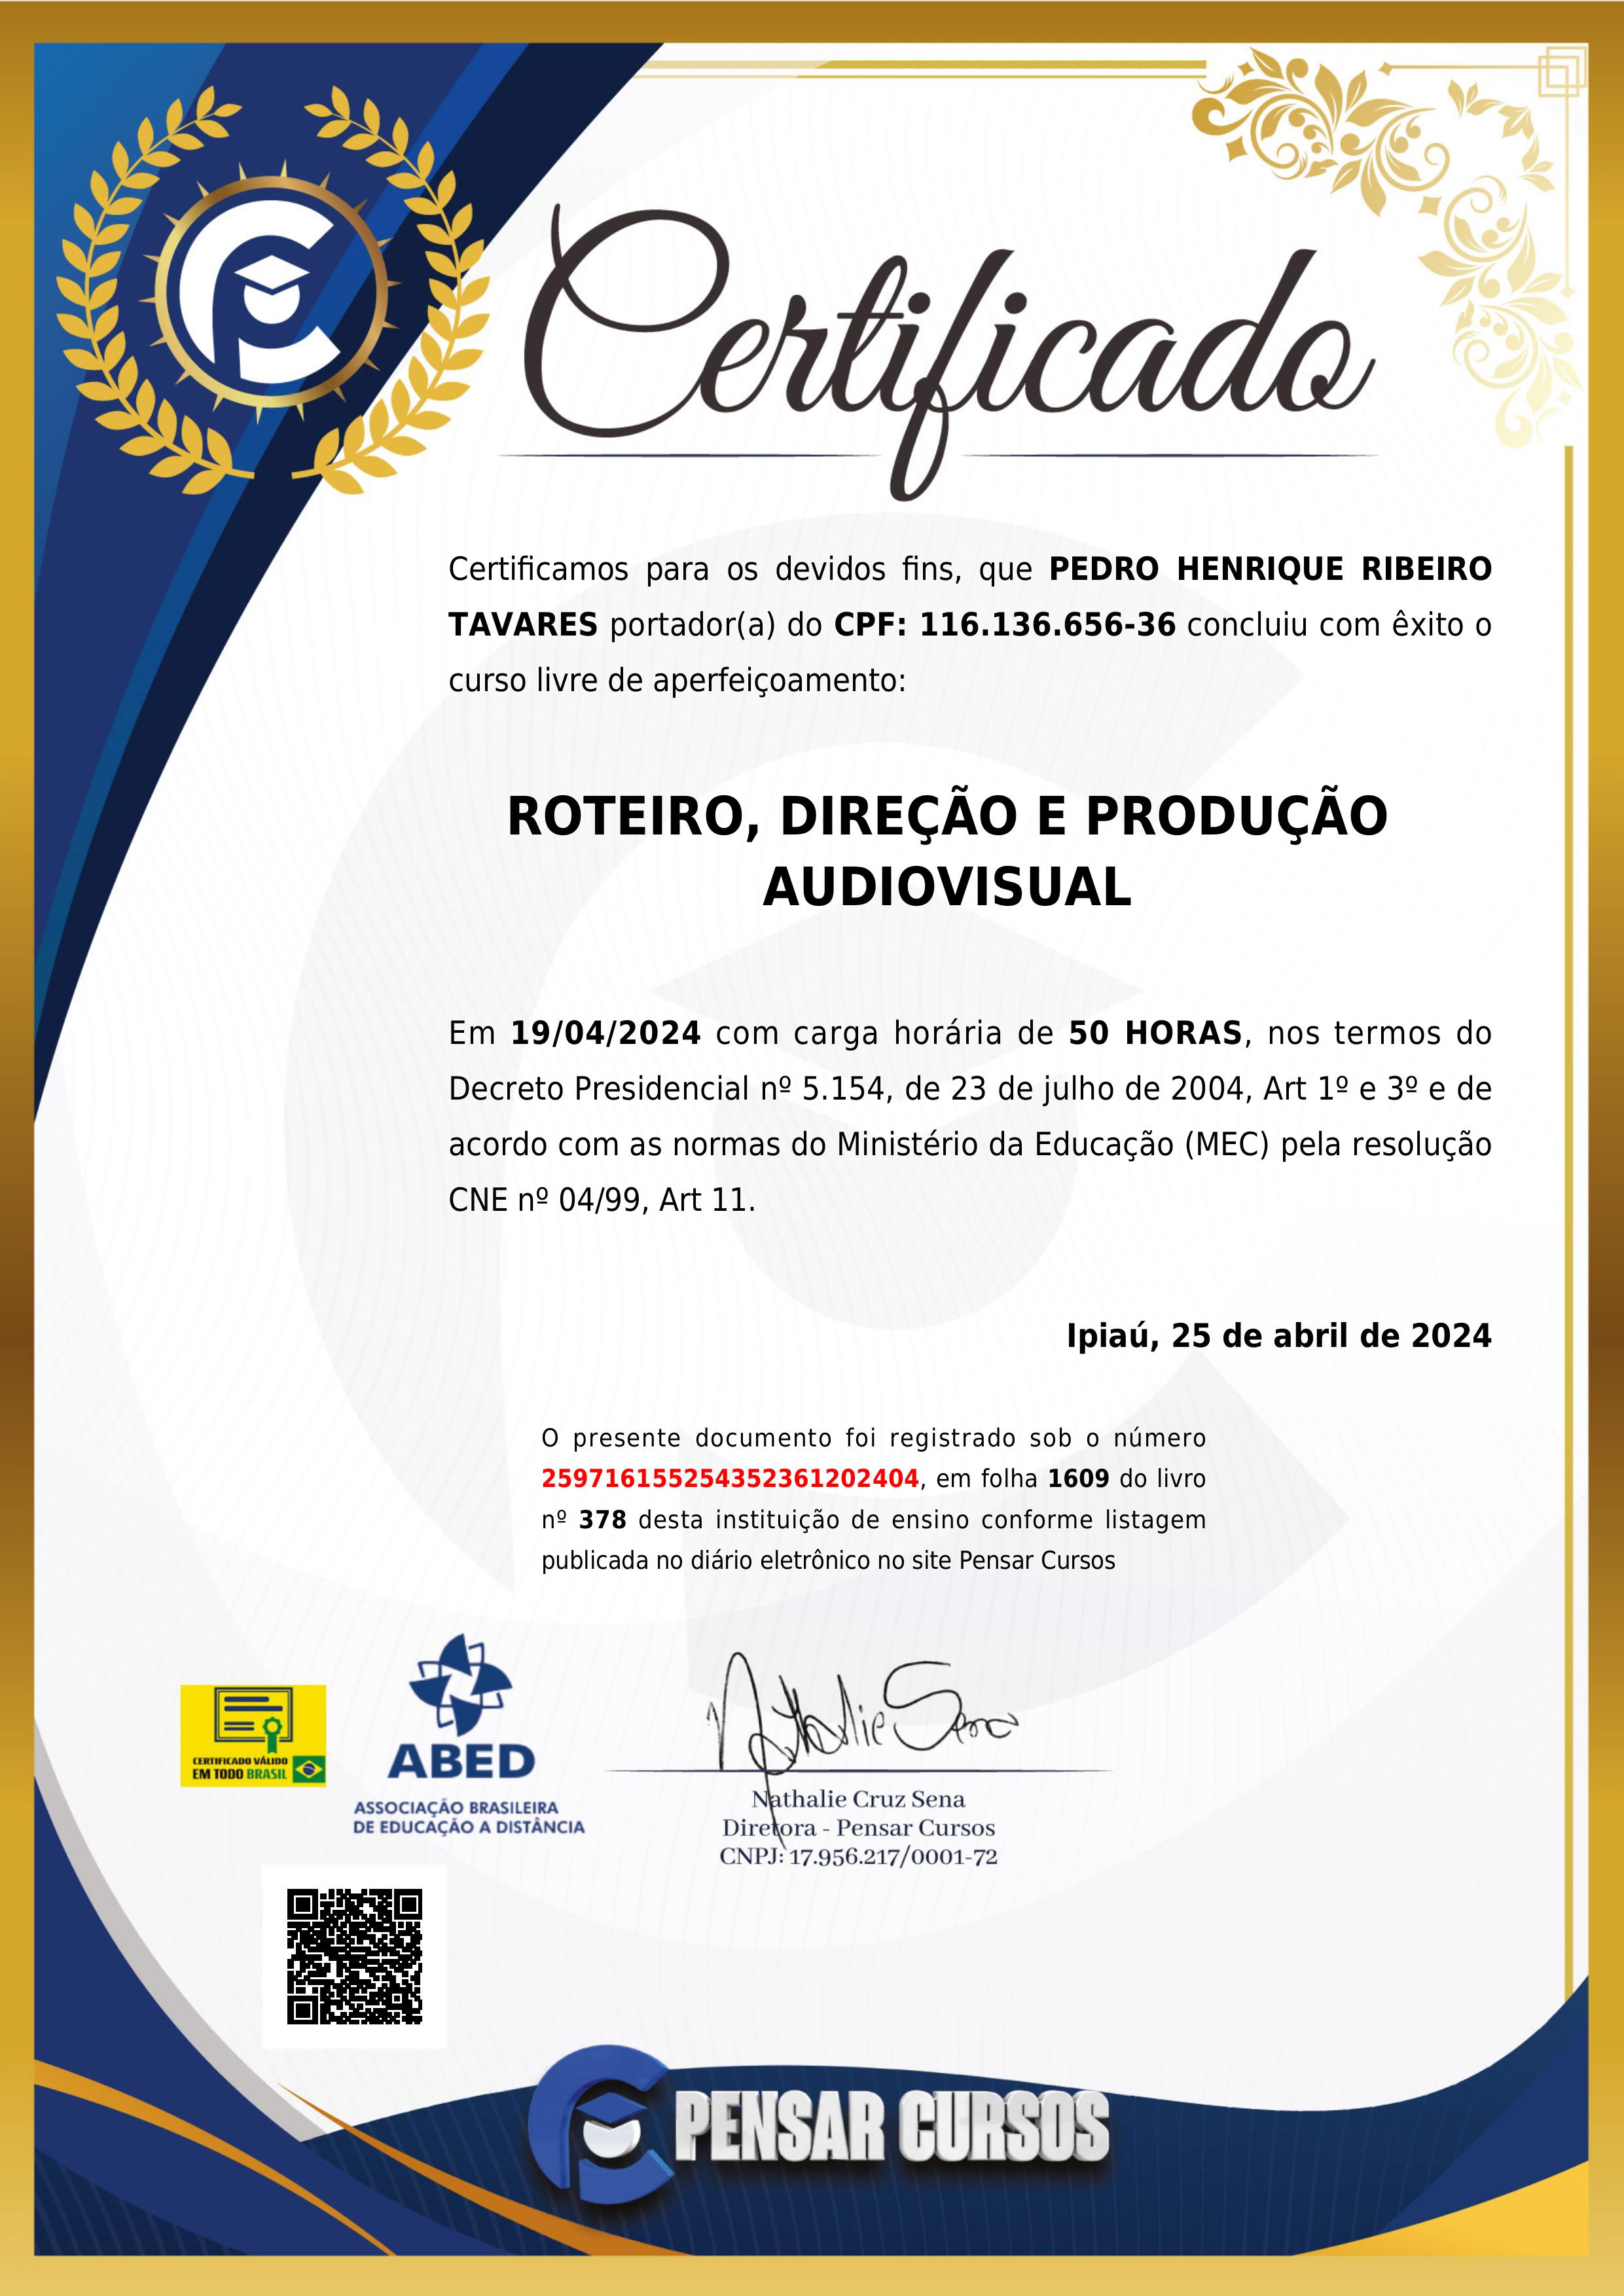 Certificado
Certificamos para os devidos fins, que PEDRO HENRIQUE RIBEIRO
TAVARES portador(a) do CPF: 116.136.656-36 concluiu com êxito o
curso livre de aperfeiçoamento:
ROTEIRO, DIREÇÃO E PRODUÇÃO
AUDIOVISUAL
Em 19/04/2024 com carga horária de 50 HORAS, nos termos do
Decreto Presidencial nº 5.154, de 23 de julho de 2004, Art 1º e 3º e de
acordo com as normas do Ministério da Educação (MEC) pela resolução
CNE nº 04/99, Art 11.
Ipiaú, 25 de abril de 2024
O presente documento foi registrado sob o número
259716155254352361202404, em folha 1609 do livro
nº 378 desta instituição de ensino conforme listagem
publicada no diário eletrônico no site Pensar Cursos
CERTIFICADO VÁLIDO
EM TODO BRASIL
ABED
ASSOCIAÇÃO BRASILEIRA
DE EDUCAÇÃO A DISTÂNCIA
Nathalie Sena
Nathalie Cruz Sena
Diretora - Pensar Cursos
CNPJ: 17.956.217/0001-72
PENSAR CURSOS